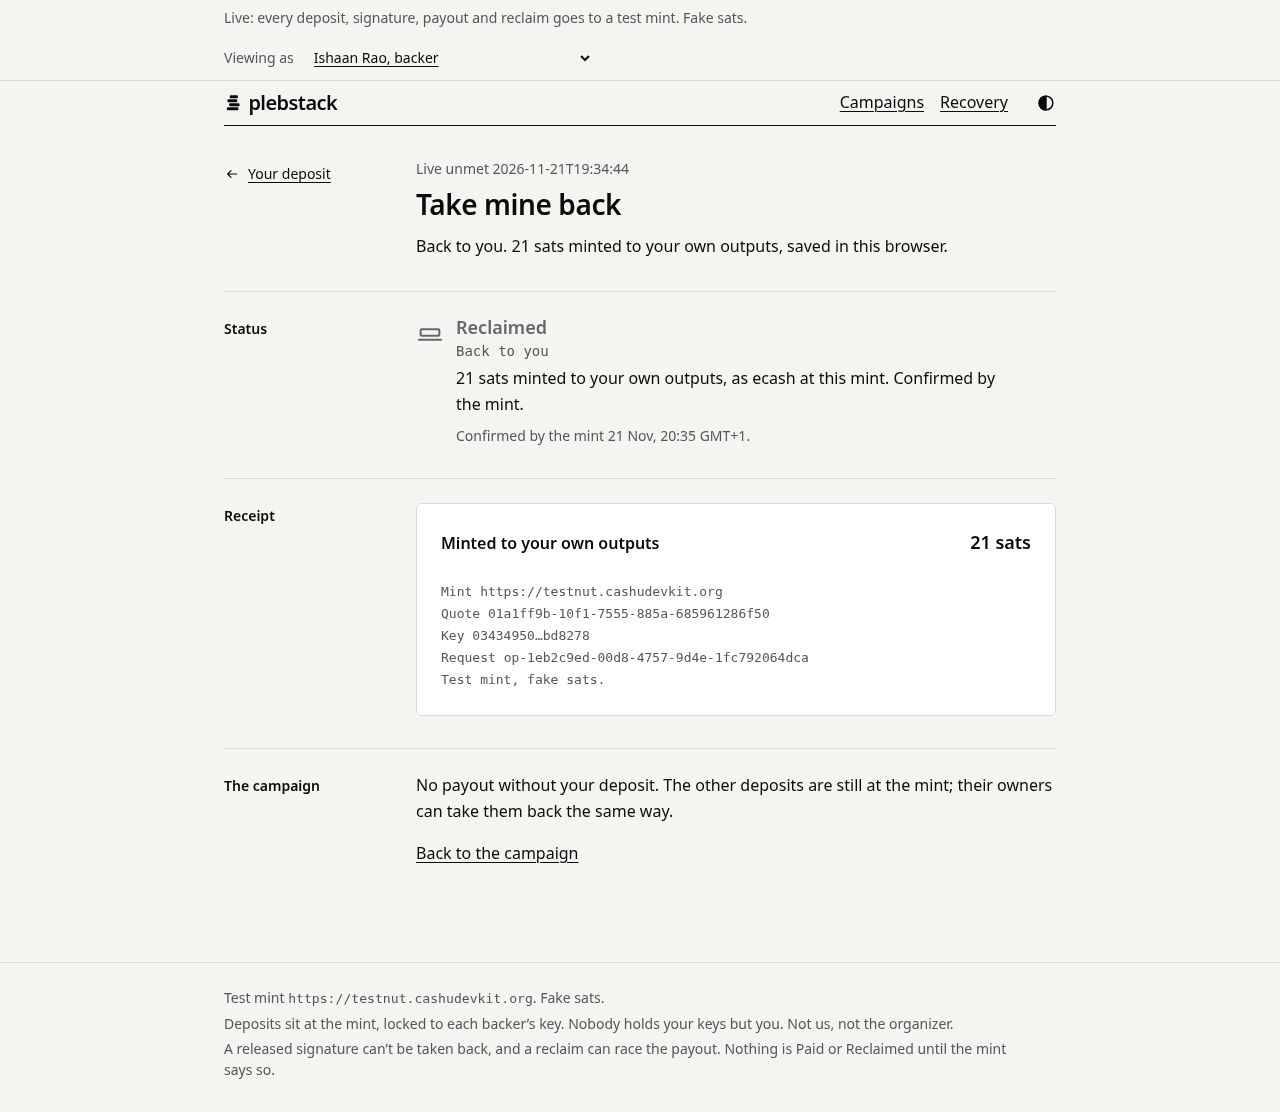 Live: every deposit, signature, payout and reclaim goes to a test mint. Fake sats.
Viewing as Ishaan Rao, backer
plebstack
Campaigns Recovery
Your deposit
Live unmet 2026-11-21T19:34:44
Take mine back
Back to you. 21 sats minted to your own outputs, saved in this browser.
Status
Reclaimed
Back to you
21 sats minted to your own outputs, as ecash at this mint. Confirmed by
the mint.
Confirmed by the mint 21 Nov, 20:35 GMT+1.
Receipt
Minted to your own outputs 21 sats
Mint https://testnut.cashudevkit.org
Quote 01a1ff9b-10f1-7555-885a-685961286f50
Key 03434950…bd8278
Request op-1eb2c9ed-00d8-4757-9d4e-1fc792064dca
Test mint, fake sats.
The campaign
No payout without your deposit. The other deposits are still at the mint; their owners
can take them back the same way.
Back to the campaign
Test mint https://testnut.cashudevkit.org. Fake sats.
Deposits sit at the mint, locked to each backer’s key. Nobody holds your keys but you. Not us, not the organizer.
A released signature can’t be taken back, and a reclaim can race the payout. Nothing is Paid or Reclaimed until the mint
says so.